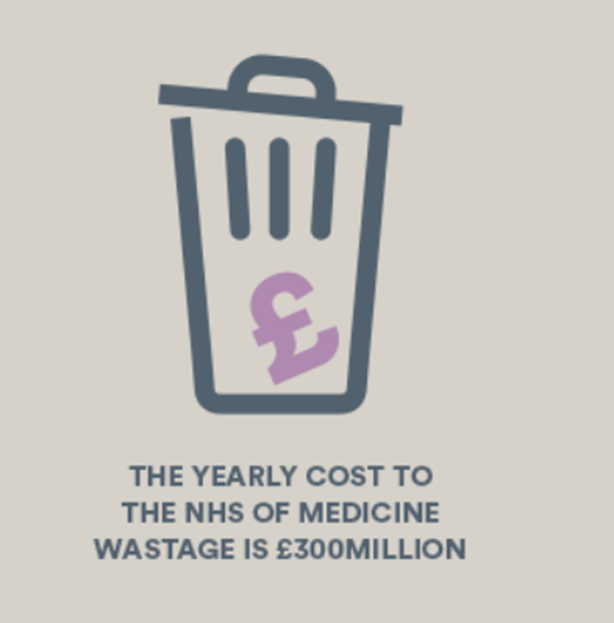 £
THE YEARLY COST TO
THE NHS OF MEDICINE
WASTAGE IS £300MILLION